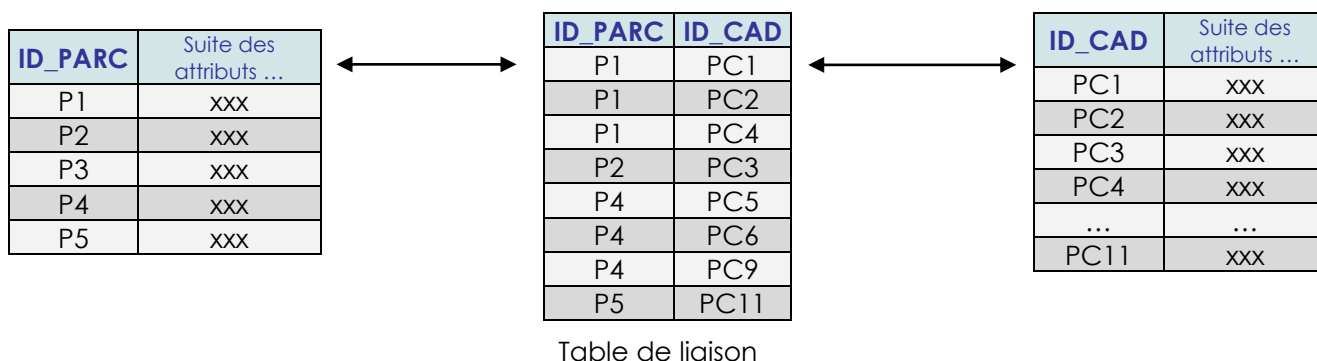 ID_PARC Suite des attributs …
P1 xxx
P2 xxx
P3 xxx
P4 xxx
P5 xxx
ID_PARC ID_CAD
P1 PC1
P1 PC2
P1 PC4
P2 PC3
P4 PC5
P4 PC6
P4 PC9
P5 PC11
Table de liaison
ID_CAD Suite des attributs …
PC1 xxx
PC2 xxx
PC3 xxx
PC4 xxx
… …
PC11 xxx